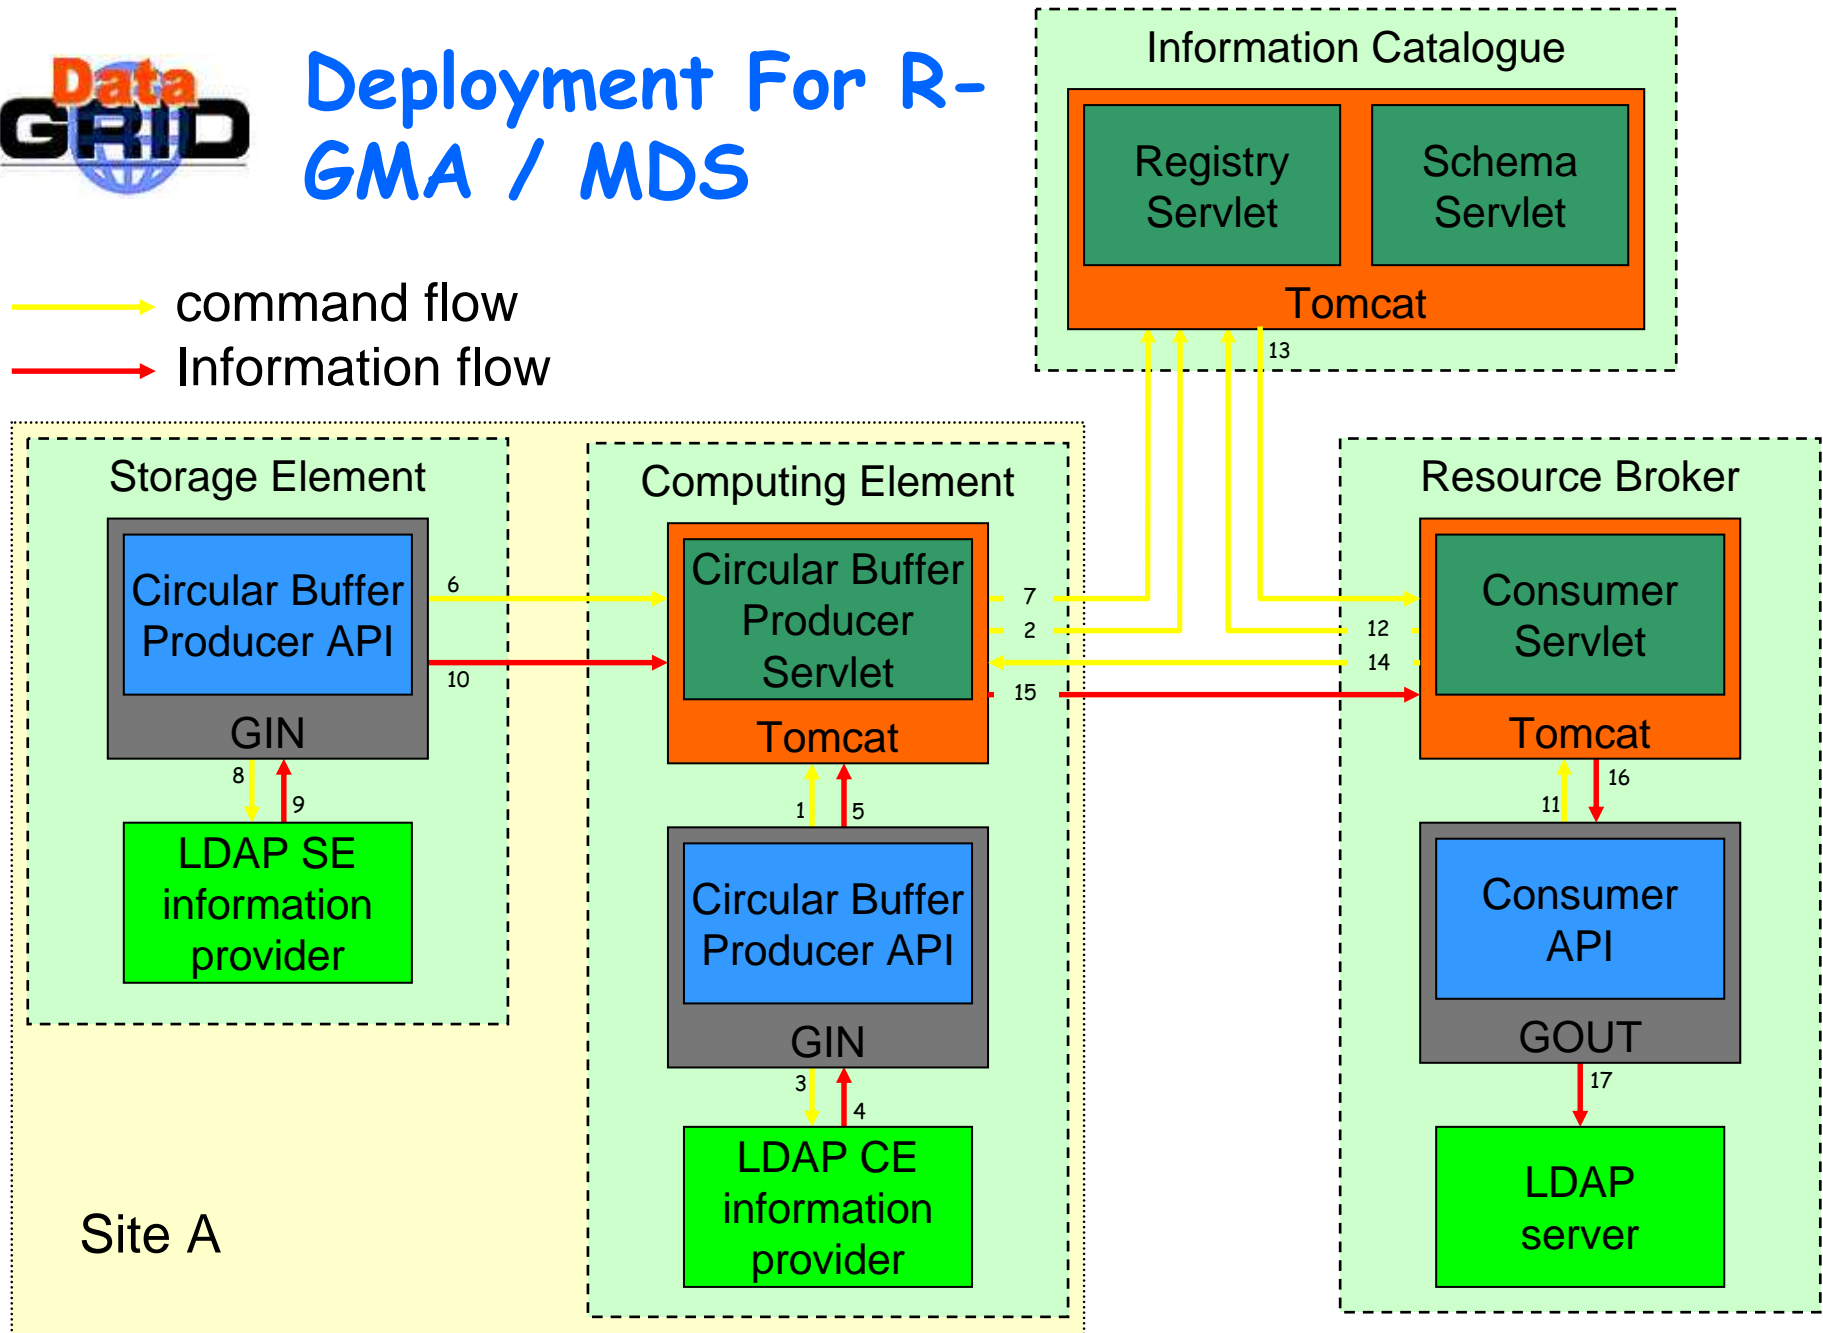 Data
GRID
Deployment For R-
GMA / MDS
command flow
Information flow
Information Catalogue
Registry
Servlet
Schema
Servlet
Tomcat
13
Site A
Storage Element
Circular Buffer
Producer API
GIN
6
10
8
9
LDAP SE
information
provider
Computing Element
Circular Buffer
Producer
Servlet
Tomcat
7
2
15
1
5
Circular Buffer
Producer API
GIN
3
4
LDAP CE
information
provider
Resource Broker
12
14
Consumer
Servlet
Tomcat
11
16
Consumer
API
GOUT
17
LDAP
server